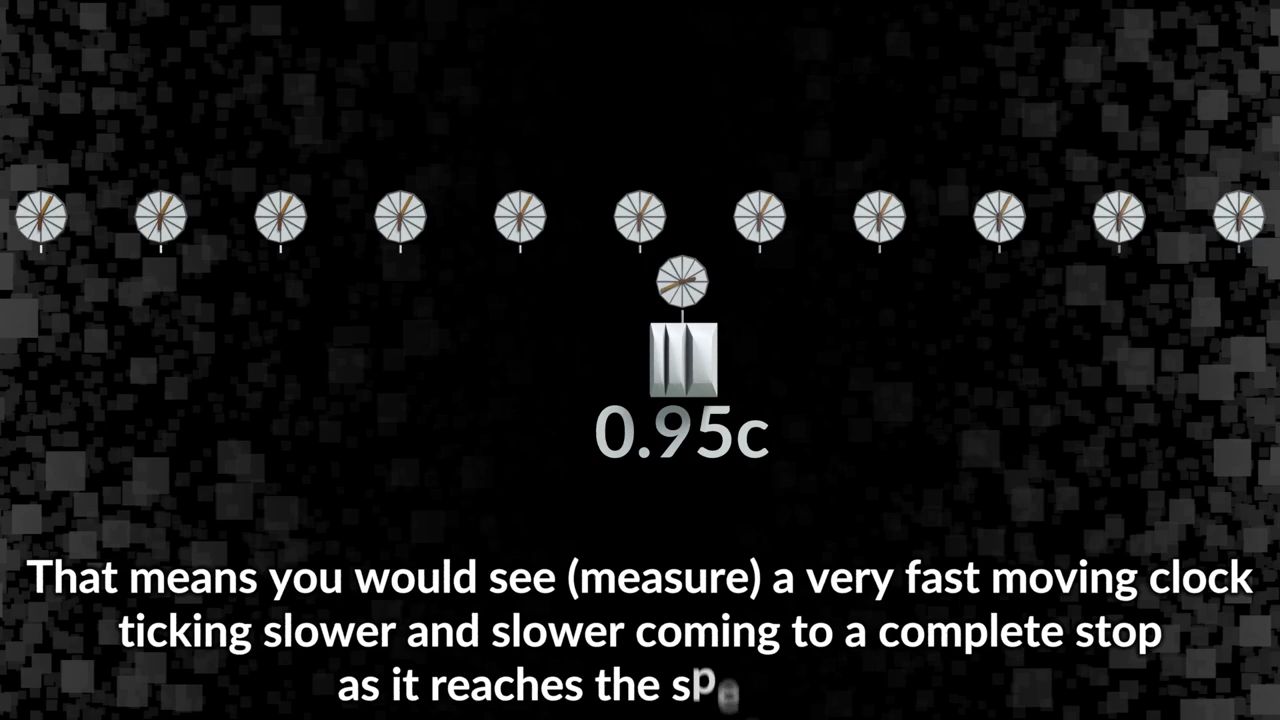 0.95c
That means you would see (measure) a very fast moving clock
ticking slower and slower coming to a complete stop
as it reaches the spe